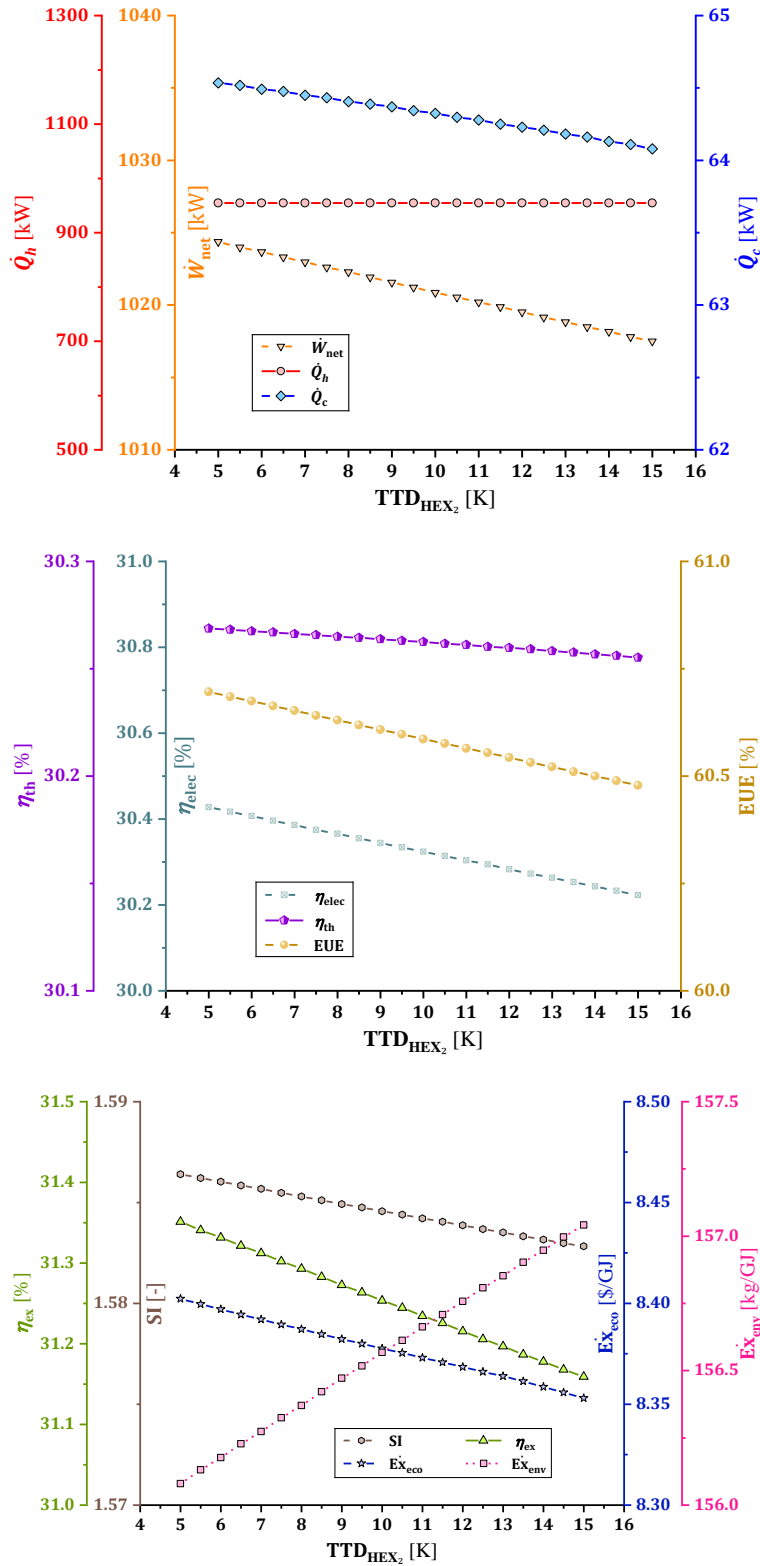 1300
1100
900
700
500
Q̇h [kW]
1040
1030
1020
1010
Ẇnet [kW]
65
64
63
62
Q̇c [kW]
Ẇnet
Q̇h
Q̇c
4 5 6 7 8 9 10 11 12 13 14 15 16
TTDHEX2 [K]
30.3
30.2
30.1
ηth [%]
31.0
30.8
30.6
30.4
30.2
30.0
ηelec [%]
61.0
60.5
60.0
EUE [%]
ηelec
ηth
EUE
4 5 6 7 8 9 10 11 12 13 14 15 16
TTDHEX2 [K]
31.5
31.4
31.3
31.2
31.1
31.0
ηex [%]
1.59
1.58
1.57
SI [-]
8.50
8.45
8.40
8.35
8.30
Eẋeco [$/GJ]
157.5
157.0
156.5
156.0
Eẋenv [kg/GJ]
SI ηex
Eẋeco Eẋenv
4 5 6 7 8 9 10 11 12 13 14 15 16
TTDHEX2 [K]